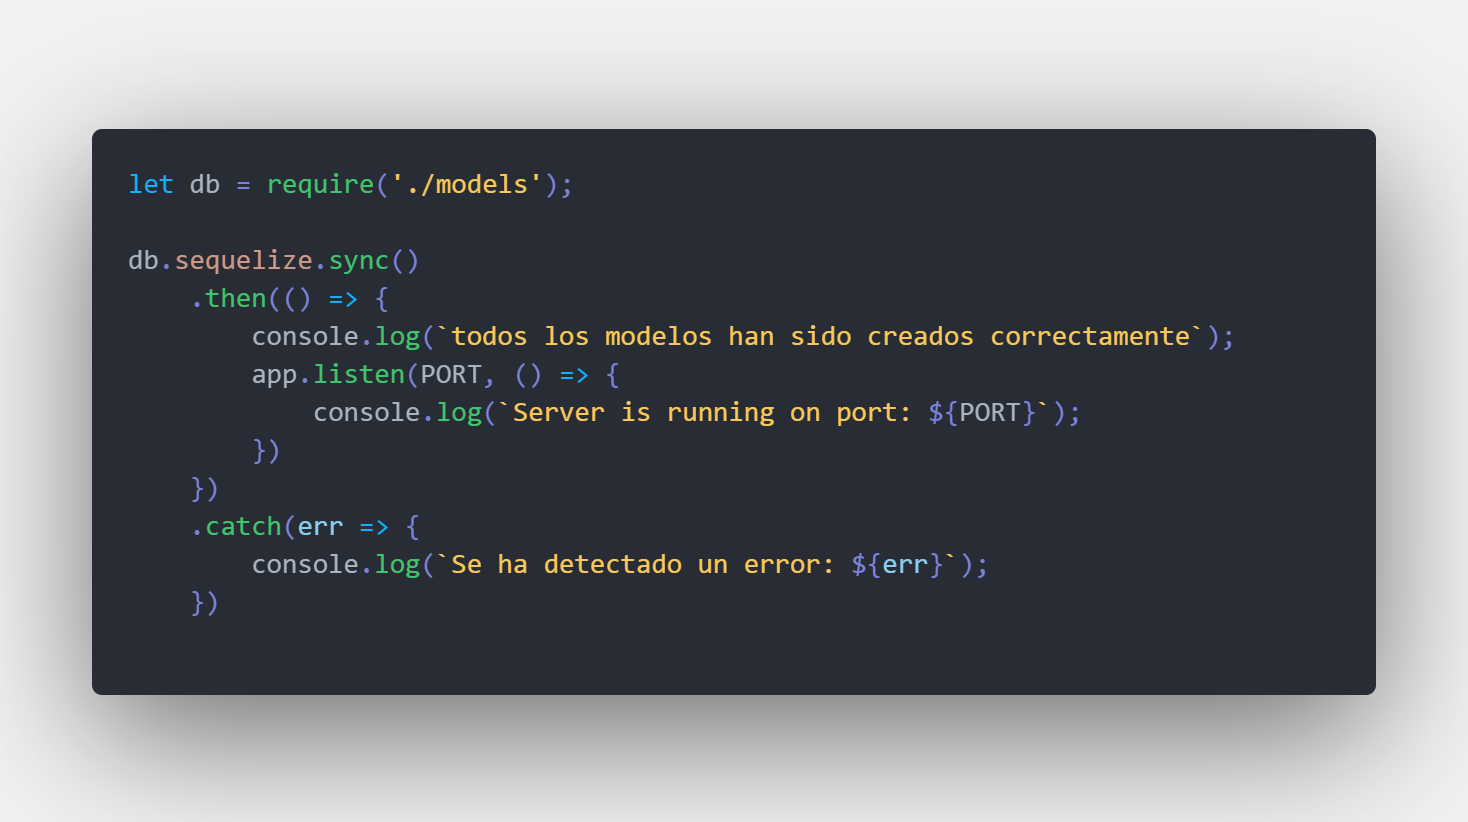 let db = require('./models');

db.sequelize.sync()
    .then(() => {
        console.log(`todos los modelos han sido creados correctamente`);
        app.listen(PORT, () => {
            console.log(`Server is running on port: ${PORT}`);
        })
    })
    .catch(err => {
        console.log(`Se ha detectado un error: ${err}`);
    })